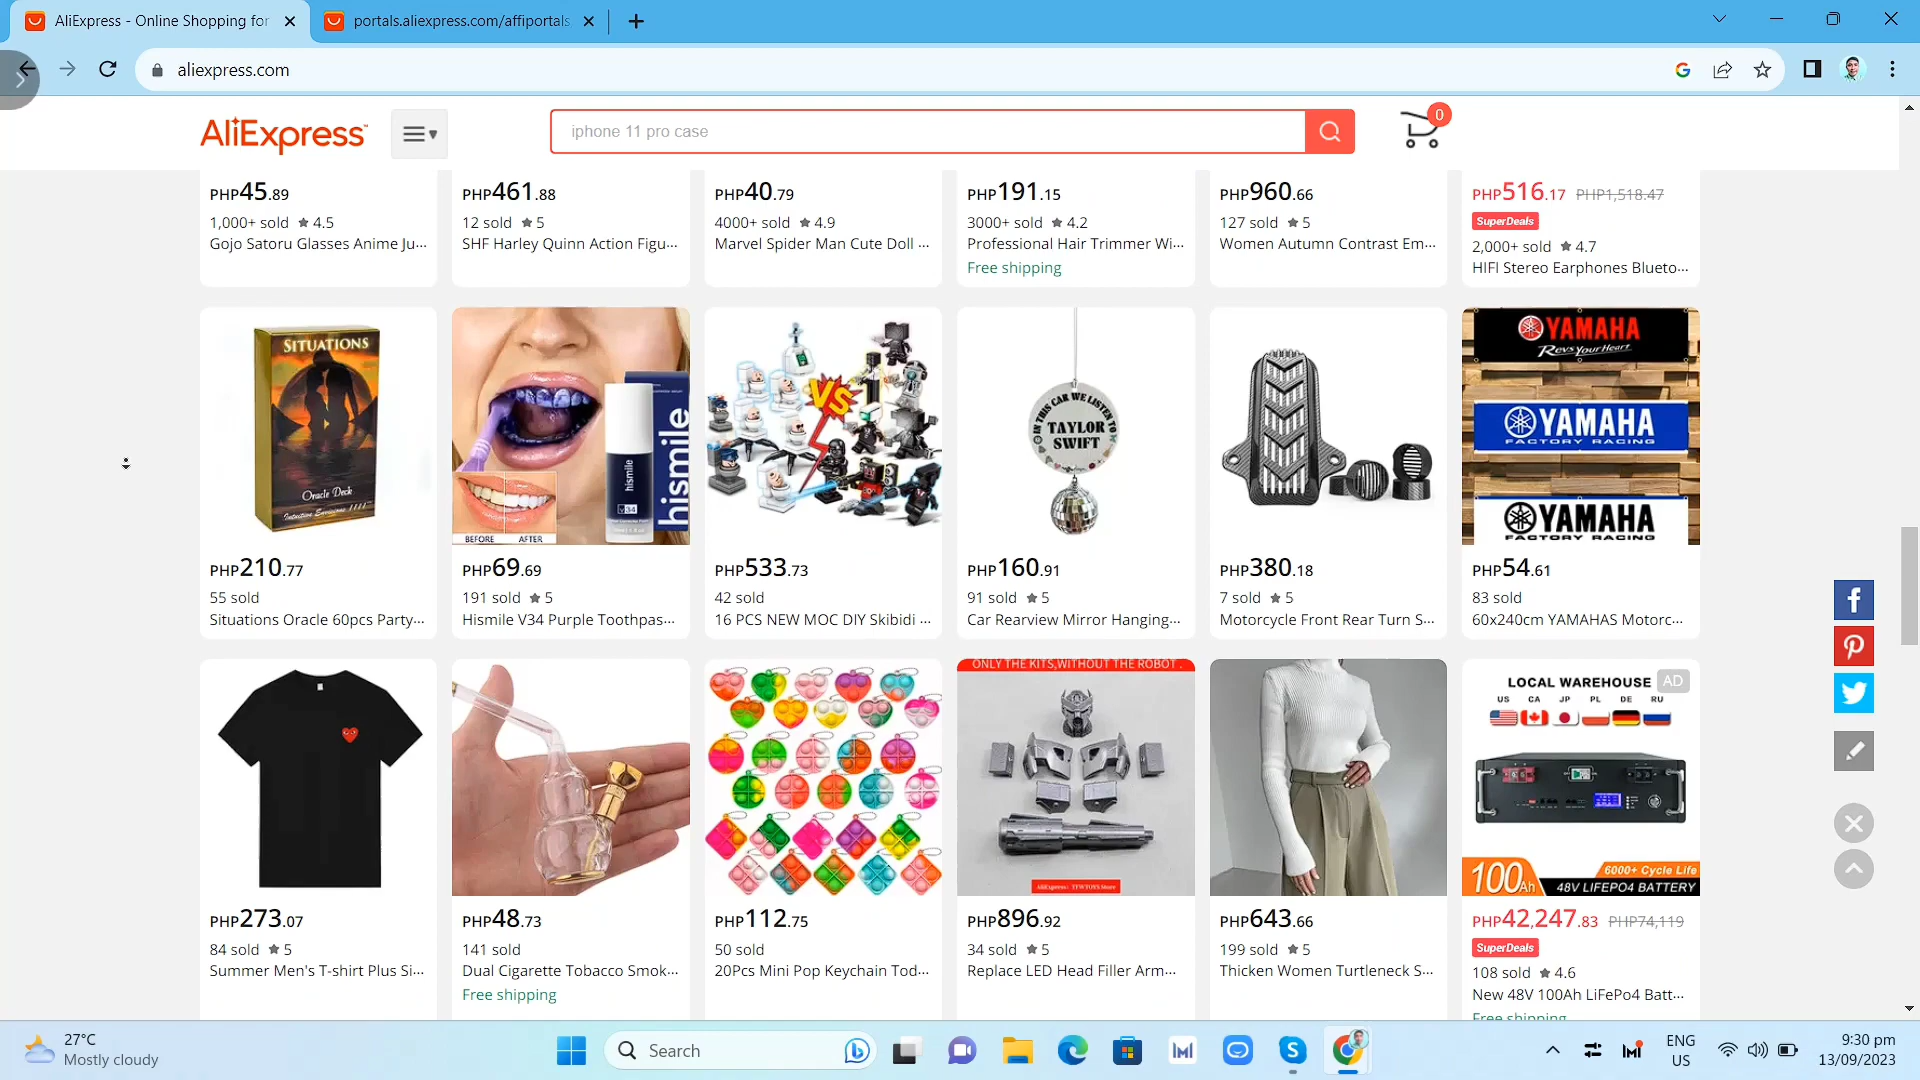 AliExpress - Online Shopping for
portals.aliexpress.com/affiportals
aliexpress.com
AliExpress
iphone 11 pro case
0
PHP45.89
1,000+ sold 4.5
Gojo Satoru Glasses Anime Ju...
PHP461.88
12 sold 5
SHF Harley Quinn Action Figu...
PHP40.79
4000+ sold 4.9
Marvel Spider Man Cute Doll ...
PHP191.15
3000+ sold 4.2
Professional Hair Trimmer Wi...
Free shipping
PHP960.66
127 sold 5
Women Autumn Contrast Em...
PHP516.17 PHP1,518.47
SuperDeals
2,000+ sold 4.7
HIFI Stereo Earphones Blueto...
SITUATIONS
Oracle Deck
PHP210.77
55 sold
Situations Oracle 60pcs Party...
hismile
hismile
V34
BEFORE AFTER
PHP69.69
191 sold 5
Hismile V34 Purple Toothpas...
VS
PHP533.73
42 sold
16 PCS NEW MOC DIY Skibidi ...
IN THIS CAR WE LISTEN TO
TAYLOR
SWIFT
PHP160.91
91 sold 5
Car Rearview Mirror Hanging...
PHP380.18
7 sold 5
Motorcycle Front Rear Turn S...
YAMAHA
Revs Your Heart
YAMAHA
FACTORY RACING
YAMAHA
FACTORY RACING
PHP54.61
83 sold
60x240cm YAMAHAS Motorc...
PHP273.07
84 sold 5
Summer Men's T-shirt Plus Si...
PHP48.73
141 sold
Dual Cigarette Tobacco Smok...
Free shipping
PHP112.75
50 sold
20Pcs Mini Pop Keychain Tod...
ONLY THE KITS,WITHOUT THE ROBOT .
AliExpress: TFWTOYS Store
PHP896.92
34 sold 5
Replace LED Head Filler Arm...
PHP643.66
199 sold 5
Thicken Women Turtleneck S...
AD
LOCAL WAREHOUSE
US CA JP PL DE RU
6000+ Cycle Life
100Ah 48V LIFEPO4 BATTERY
PHP42,247.83 PHP74,119
SuperDeals
108 sold 4.6
New 48V 100Ah LiFePo4 Batt...
Free shipping
27°C
Mostly cloudy
Search
ENG
US
9:30 pm
13/09/2023